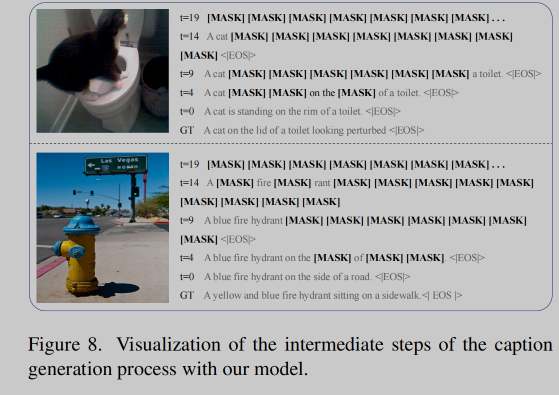 t=19 [MASK] [MASK] [MASK] [MASK] [MASK] [MASK] [MASK] ...
t=14 A cat [MASK] [MASK] [MASK] [MASK] [MASK] [MASK] [MASK]
[MASK] <|EOS|>
t=9 A cat [MASK] [MASK] [MASK] [MASK] [MASK] [MASK] a toilet. <|EOS|>
t=4 A cat [MASK] [MASK] on the [MASK] of a toilet. <|EOS|>
t=0 A cat is standing on the rim of a toilet. <|EOS|>
GT A cat on the lid of a toilet looking perturbed <|EOS|>
Las Vegas
t=19 [MASK] [MASK] [MASK] [MASK] [MASK] [MASK] [MASK] ...
t=14 A [MASK] fire [MASK] rant [MASK] [MASK] [MASK] [MASK] [MASK]
[MASK] [MASK] [MASK] [MASK]
t=9 A blue fire hydrant [MASK] [MASK] [MASK] [MASK] [MASK] [MASK]
[MASK] <|EOS|>
t=4 A blue fire hydrant on the [MASK] of [MASK] [MASK]. <|EOS|>
t=0 A blue fire hydrant on the side of a road. <|EOS|>
GT A yellow and blue fire hydrant sitting on a sidewalk.<| EOS |>
Figure 8. Visualization of the intermediate steps of the caption
generation process with our model.